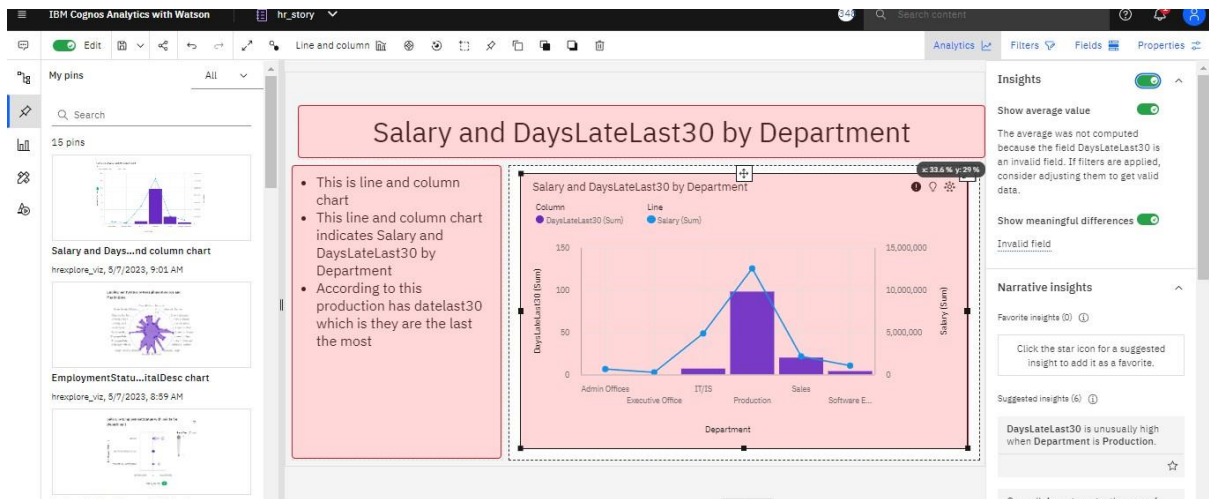 IBM Cognos Analytics with Watson
hr_story
Search content
Edit
Line and column
Analytics
Filters
Fields
Properties
My pins
All
Search
15 pins
Salary and Days...nd column chart
hrexplore_viz, 5/7/2023, 9:01 AM
EmploymentStatu...italDesc chart
hrexplore_viz, 5/7/2023, 8:59 AM
Salary and DaysLateLast30 by Department
• This is line and column
chart
• This line and column chart
indicates Salary and
DaysLateLast30 by
Department
• According to this
production has datelast30
which is they are the last
the most
x: 33.6 % y: 29 %
Salary and DaysLateLast30 by Department
Column
Line
DaysLateLast30 (Sum)
Salary (Sum)
DaysLateLast30 (Sum)
150
100
50
0
15,000,000
10,000,000
5,000,000
0
Salary (Sum)
Admin Offices
Executive Office
IT/IS
Production
Sales
Software E...
Department
Insights
Show average value
The average was not computed
because the field DaysLateLast30 is
an invalid field. If filters are applied,
consider adjusting them to get valid
data.
Show meaningful differences
Invalid field
Narrative insights
Favorite insights (0)
Click the star icon for a suggested
insight to add it as a favorite.
Suggested insights (6)
DaysLateLast30 is unusually high
when Department is Production.